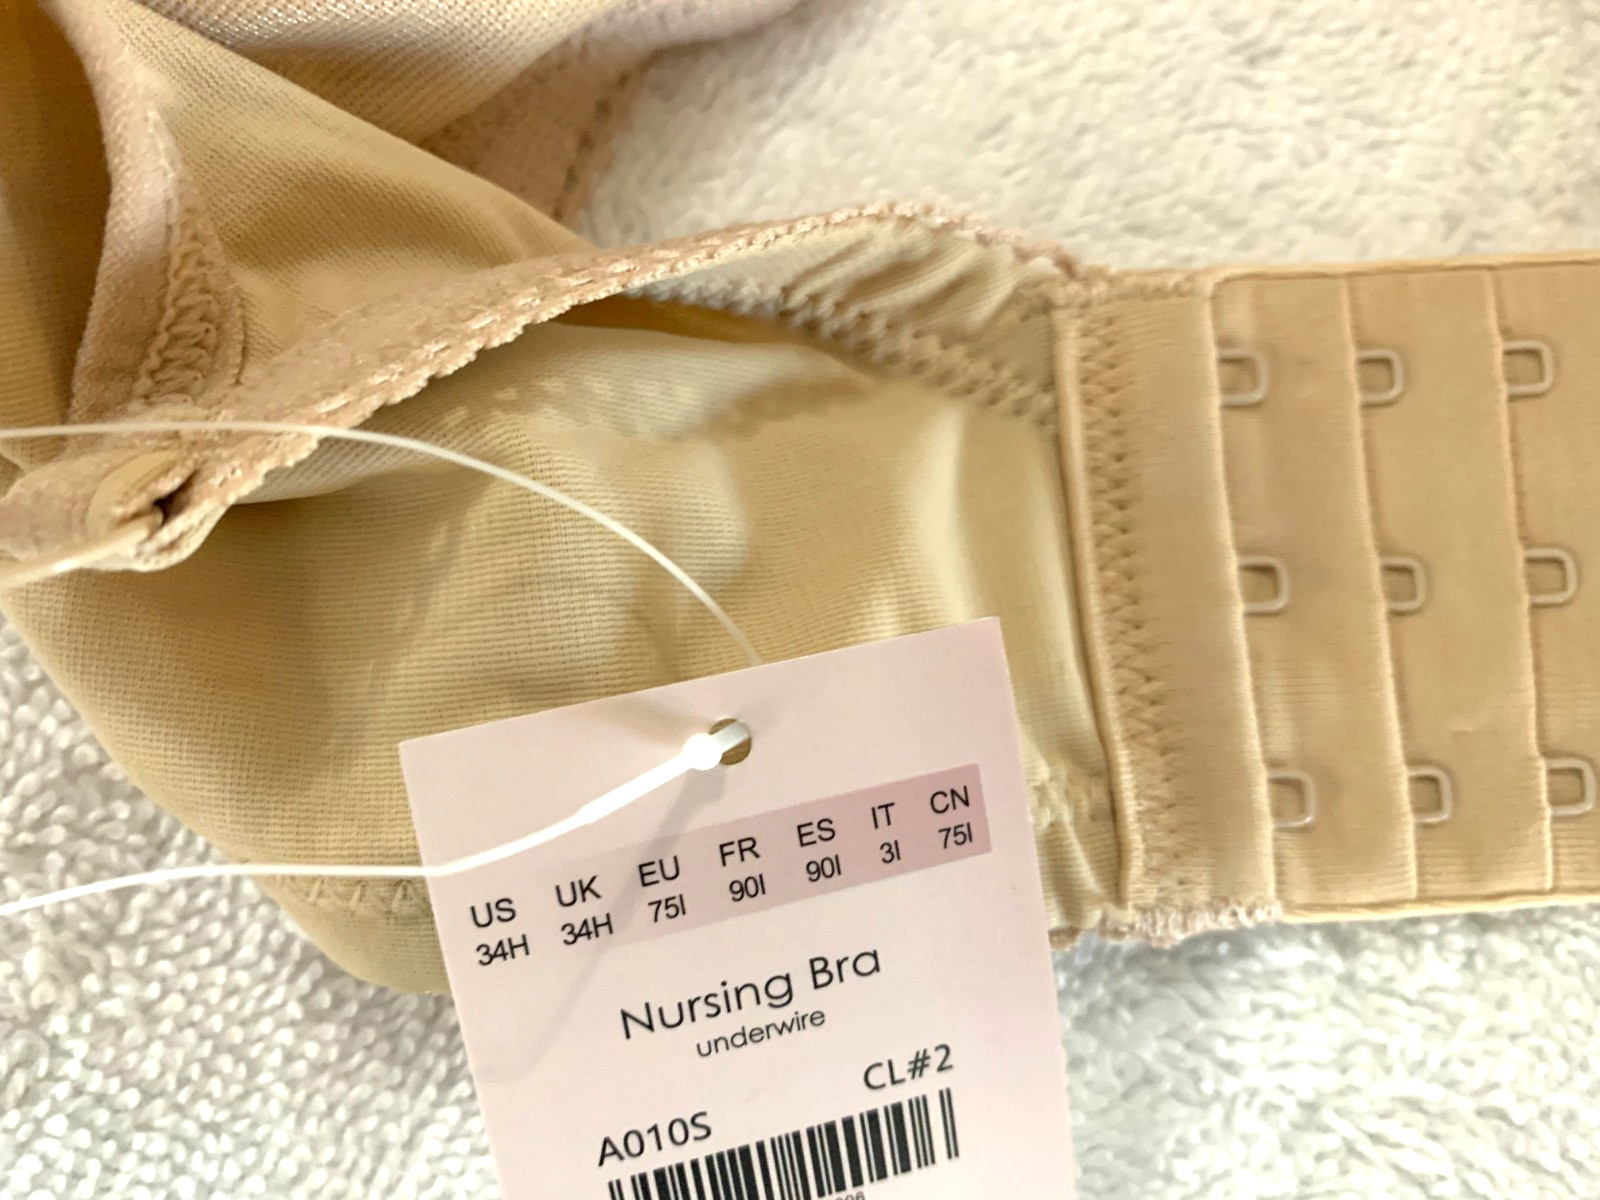 US UK EU FR ES IT CN
34H 34H 75I 90I 90I 3I 75I
Nursing Bra
underwire
CL#2
A010S